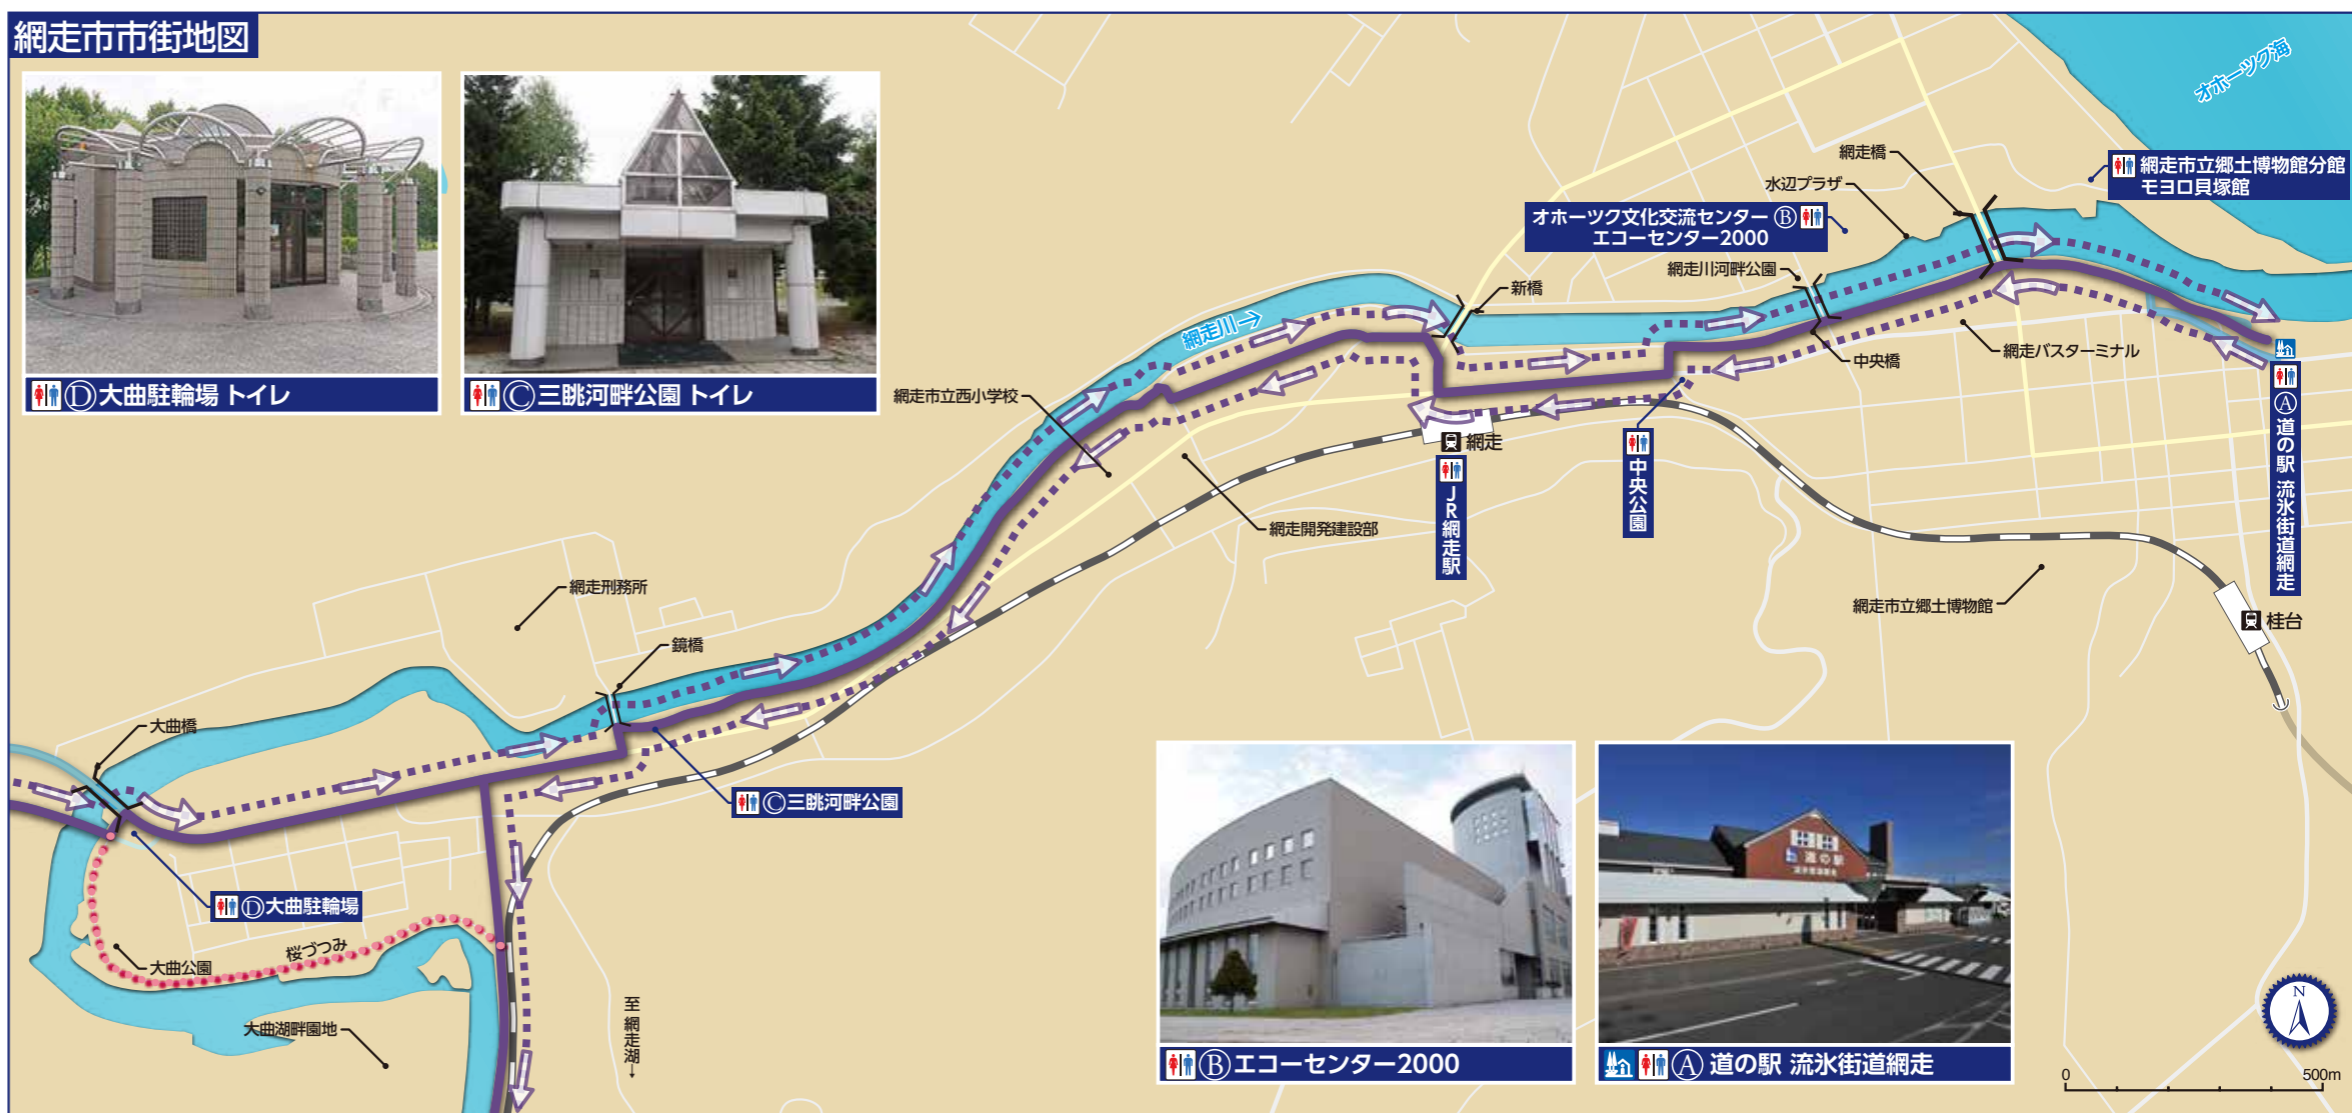 網走市市街地図
オホーツク海
網走橋
網走市立郷土博物館分館
モヨロ貝塚館
水辺プラザ
オホーツク文化交流センター Ⓑ
エコーセンター2000
網走川河畔公園
新橋
網走川→
中央橋
網走バスターミナル
Ⓓ大曲駐輪場 トイレ
Ⓒ三眺河畔公園 トイレ
網走市立西小学校
網走
JR網走駅
中央公園
Ⓐ道の駅 流氷街道網走
網走開発建設部
網走刑務所
網走市立郷土博物館
桂台
鏡橋
大曲橋
Ⓒ三眺河畔公園
Ⓓ大曲駐輪場
桜づつみ
大曲公園
大曲湖畔園地
至 網走湖→
道の駅
流氷街道網走
Ⓑエコーセンター2000
Ⓐ 道の駅 流氷街道網走
N
0 500m